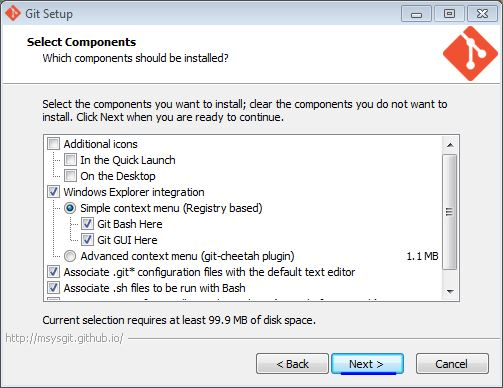 Git Setup
Select Components
Which components should be installed?
Select the components you want to install; clear the components you do not want to
install. Click Next when you are ready to continue.
Additional icons
In the Quick Launch
On the Desktop
Windows Explorer integration
Simple context menu (Registry based)
Git Bash Here
Git GUI Here
Advanced context menu (git-cheetah plugin) 1.1 MB
Associate .git* configuration files with the default text editor
Associate .sh files to be run with Bash
Current selection requires at least 99.9 MB of disk space.
http://msysgit.github.io/
< Back Next > Cancel